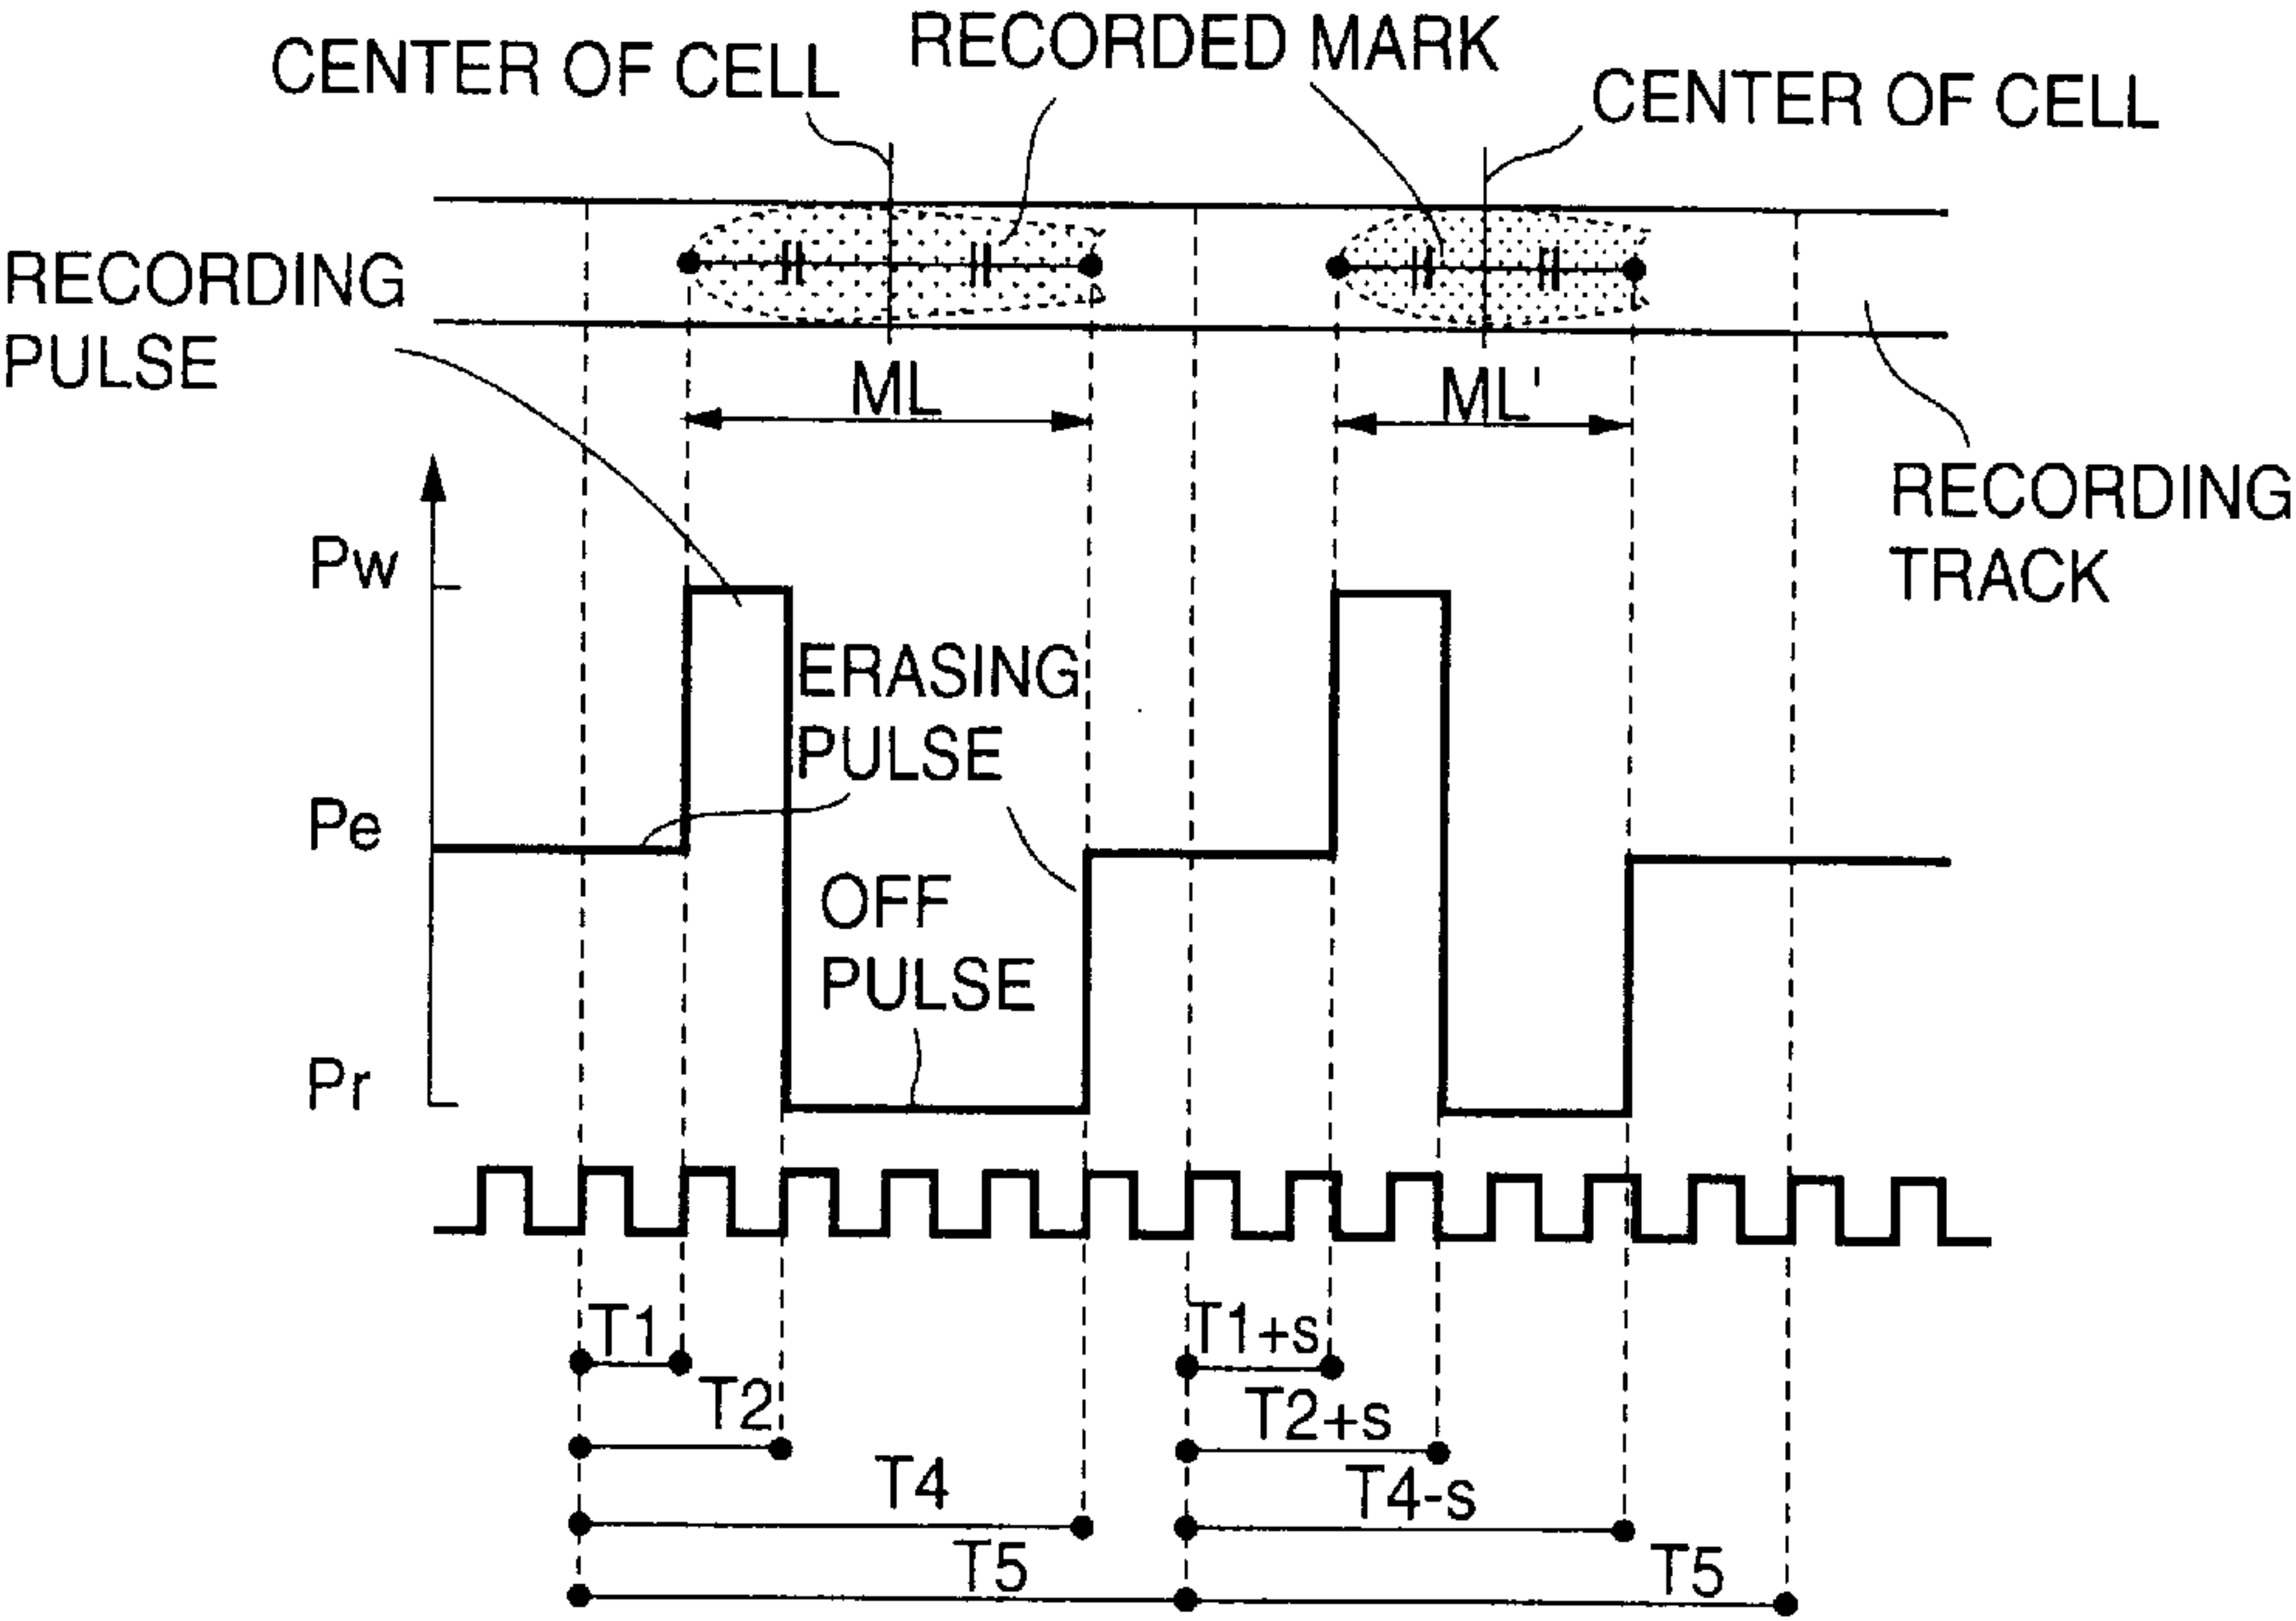 RECORDED MARK
CENTER OF CELL
CENTER OF CELL
RECORDING
PULSE
ML
ML'
RECORDING
TRACK
Pw
ERASING
PULSE
Pe
OFF
PULSE
Pr
T1
T1+s
T2
T2+s
T4
T4-s
T5
T5